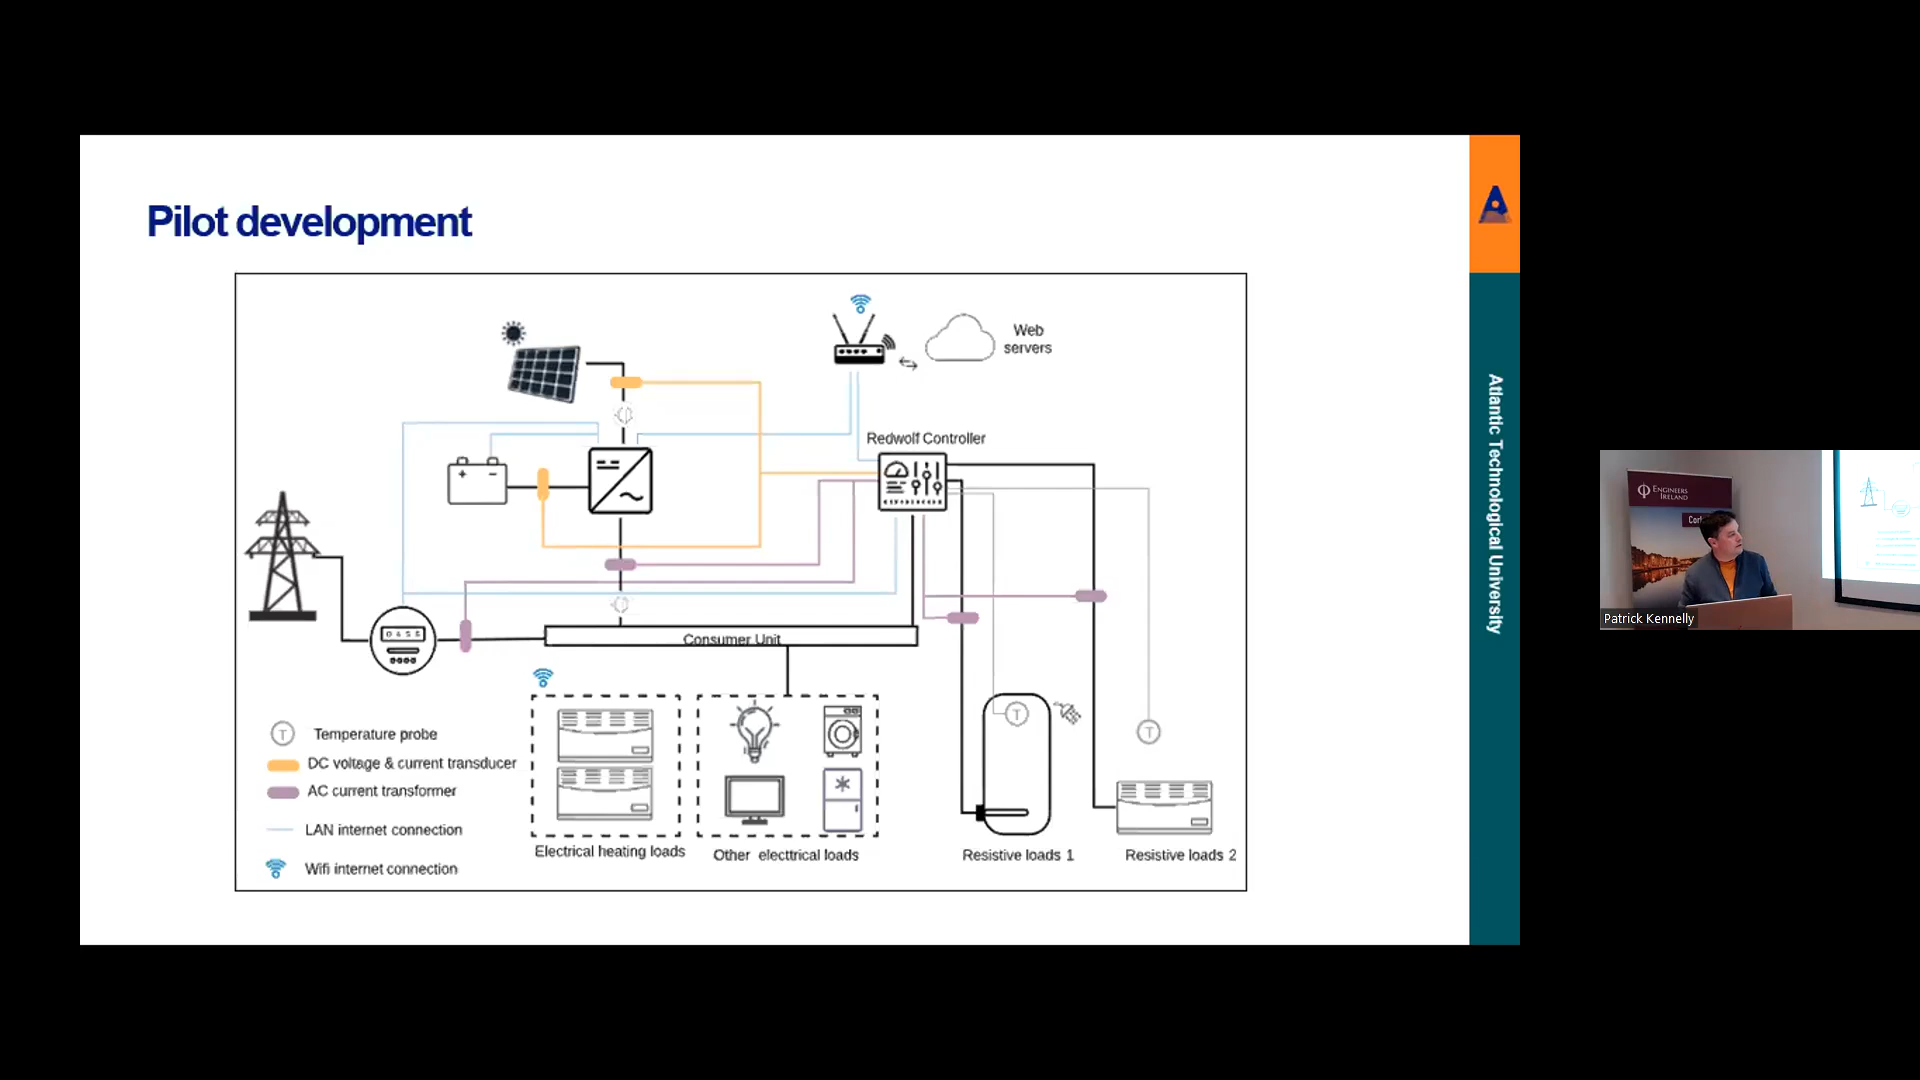 Pilot development
Web
servers
Redwolf Controller
Consumer Unit
T
Temperature probe
DC voltage & current transducer
AC current transformer
LAN internet connection
Wifi internet connection
Electrical heating loads
Other electtrical loads
T
Resistive loads 1
T
Resistive loads 2
Atlantic Technological University
ENGINEERS
IRELAND
Patrick Kennelly